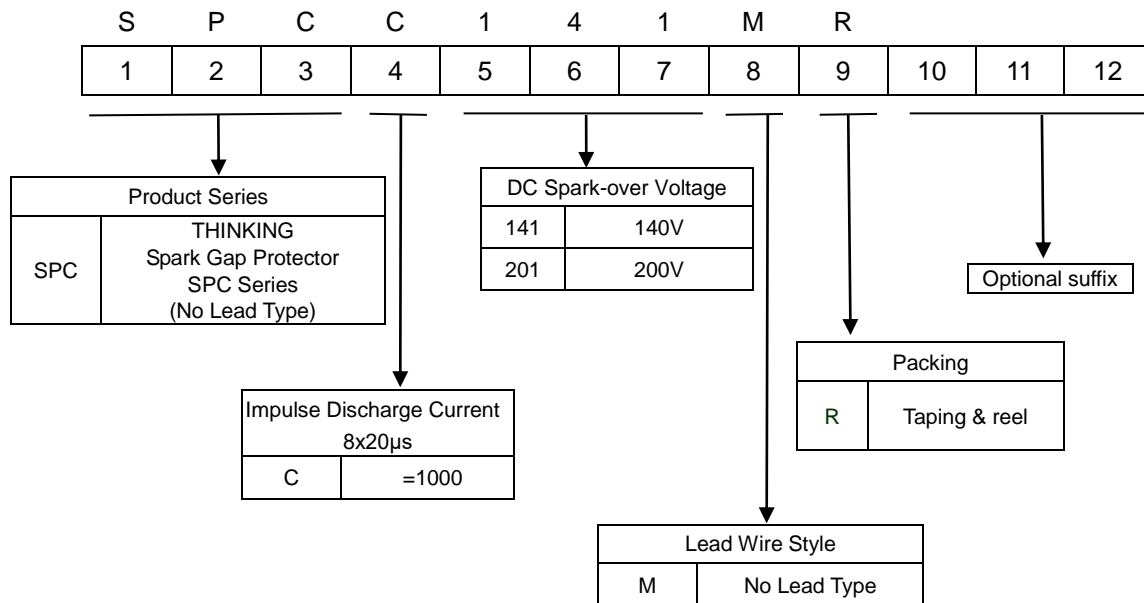 S P C C 1 4 1 M R
1 2 3 4 5 6 7 8 9 10 11 12
Product Series
SPC
THINKING
Spark Gap Protector
SPC Series
(No Lead Type)
DC Spark-over Voltage
141 140V
201 200V
Optional suffix
Packing
R Taping & reel
Impulse Discharge Current
8x20µs
C =1000
Lead Wire Style
M No Lead Type